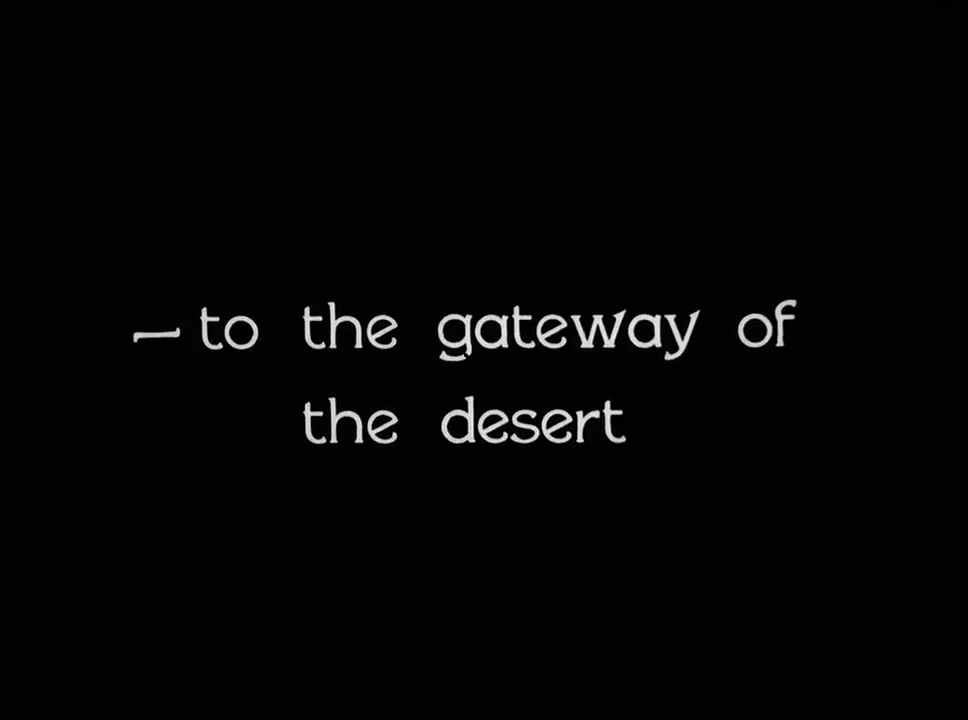 — to the gateway of
the desert